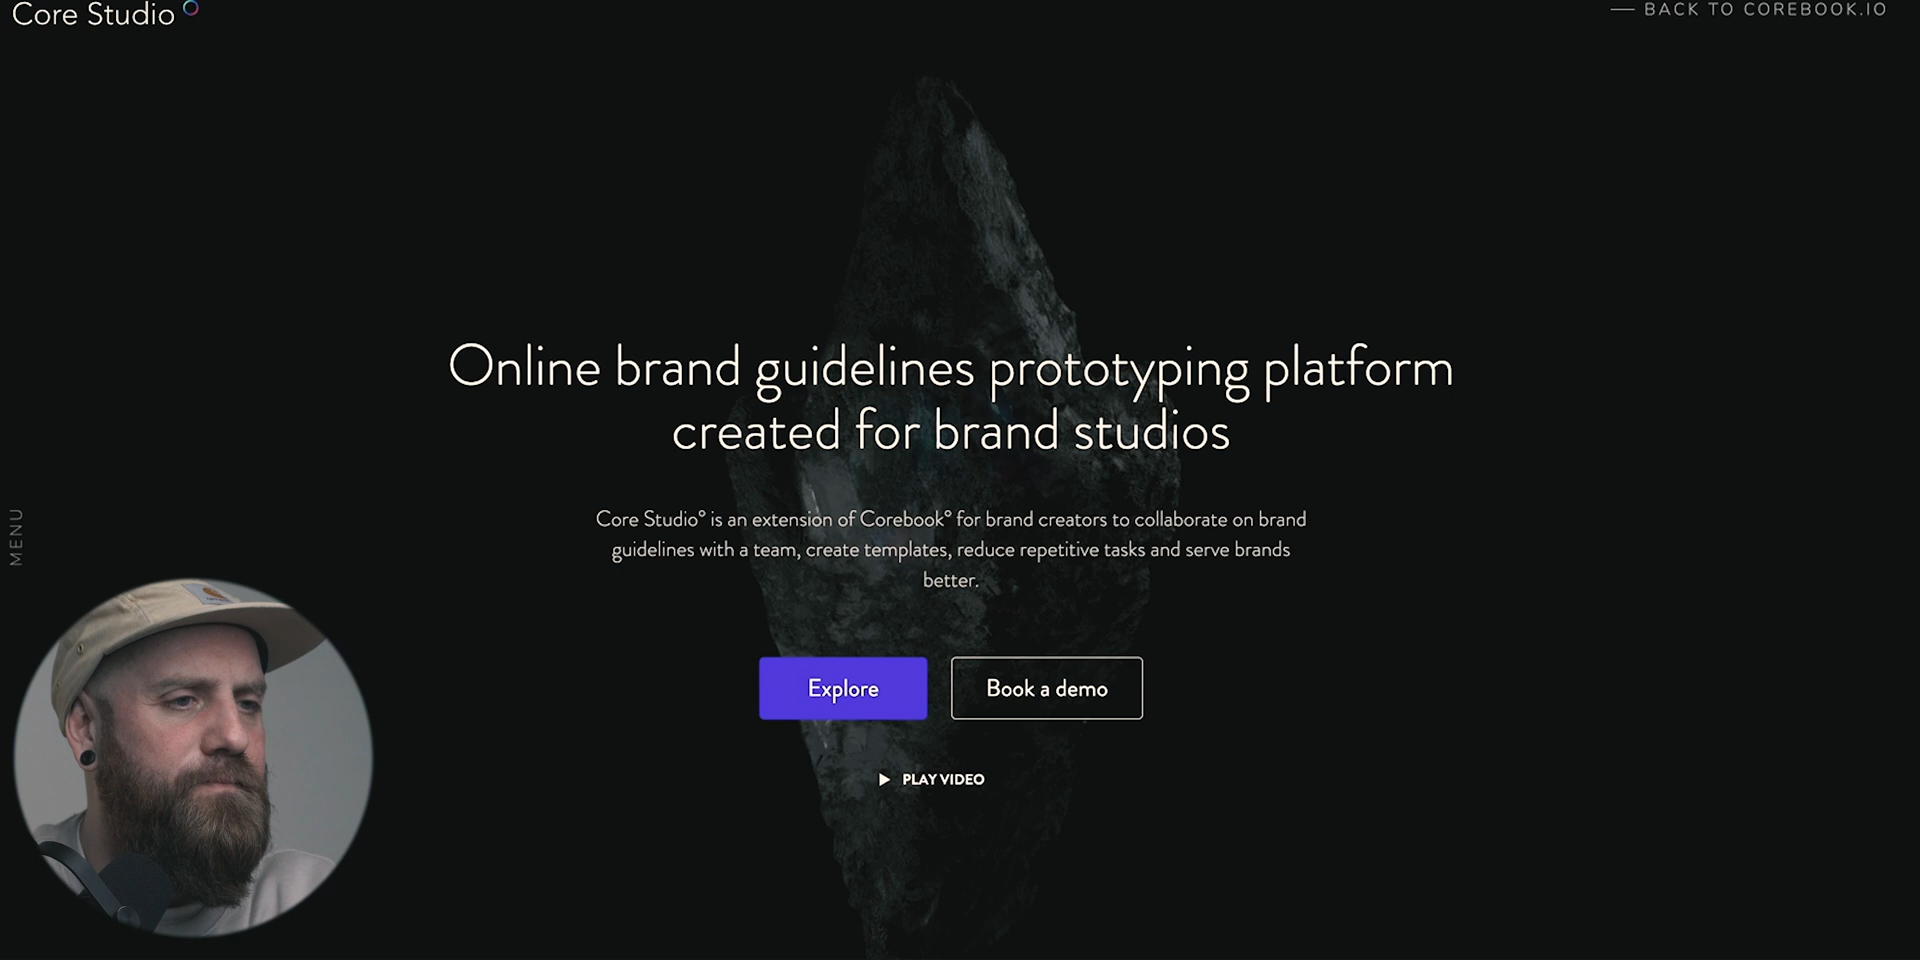 Core Studio
— BACK TO COREBOOK.IO
Online brand guidelines prototyping platform
created for brand studios
Core Studio° is an extension of Corebook° for brand creators to collaborate on brand
guidelines with a team, create templates, reduce repetitive tasks and serve brands
better.
MENU
Explore
Book a demo
PLAY VIDEO